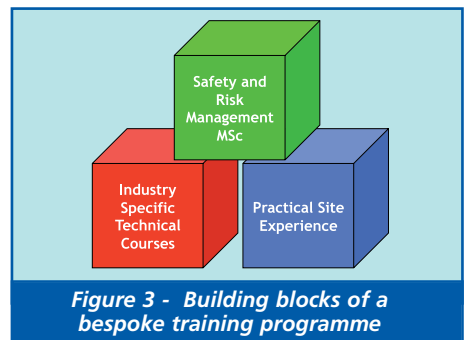 Safety and
Risk
Management
MSc
Industry
Specific
Technical
Courses
Practical Site
Experience
Figure 3 - Building blocks of a
bespoke training programme